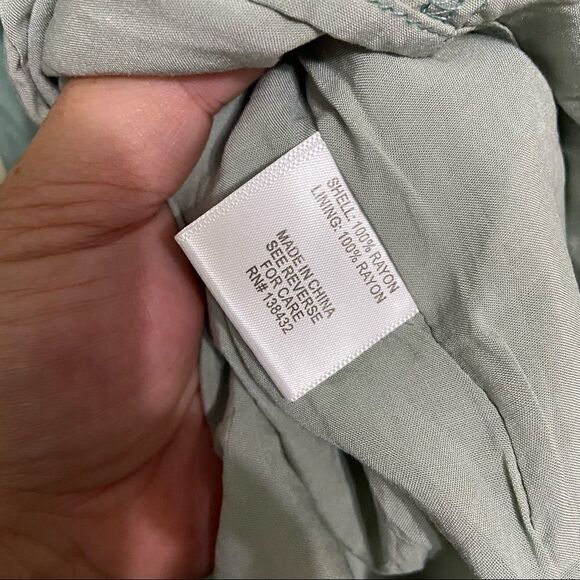 SHELL: 100% RAYON
LINING: 100% RAYON
MADE IN CHINA
SEE REVERSE
FOR CARE
RN# 138432